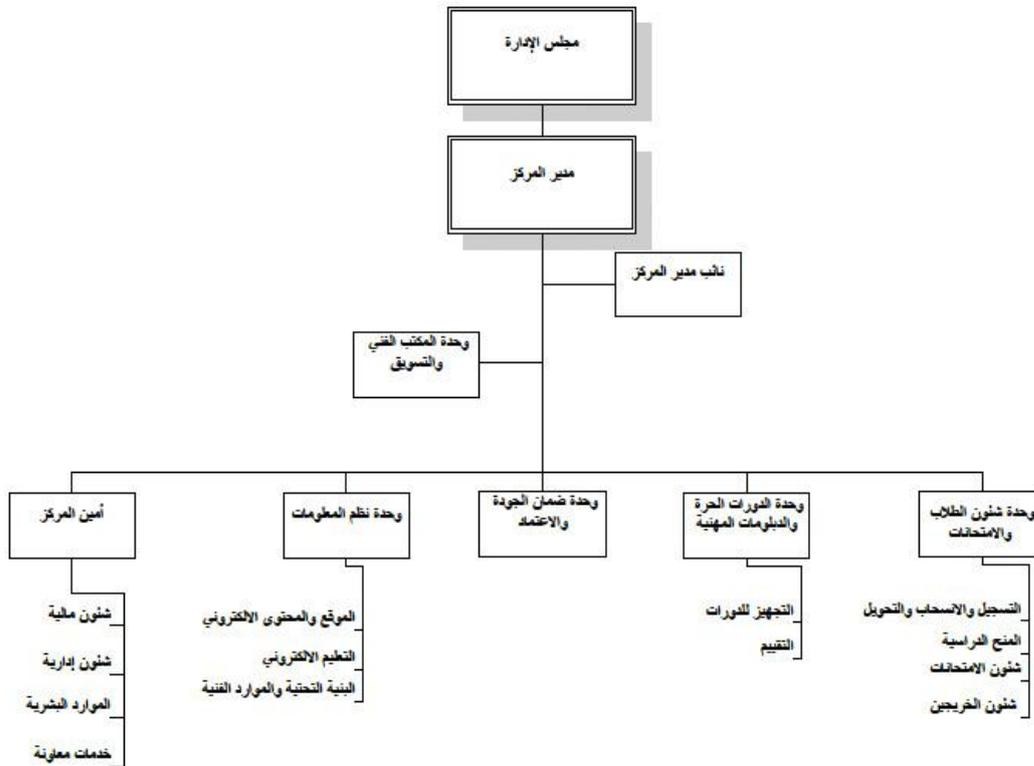 مجلس الإدارة
مدير المركز
نائب مدير المركز
وحدة المكتب الفني
والتسويق
وحدة شئون الطلاب
والامتحانات
التسجيل والانسحاب والتحويل
المنح الدراسية
شئون الامتحانات
شئون الخريجين
وحدة الدورات الحرة
والدبلومات المهنية
التجهيز للدورات
التقييم
وحدة ضمان الجودة
والاعتماد
وحدة نظم المعلومات
الموقع والمحتوى الالكتروني
التعليم الالكتروني
البنية التحتية والموارد الفنية
أمين المركز
شئون مالية
شئون إدارية
الموارد البشرية
خدمات معاونة